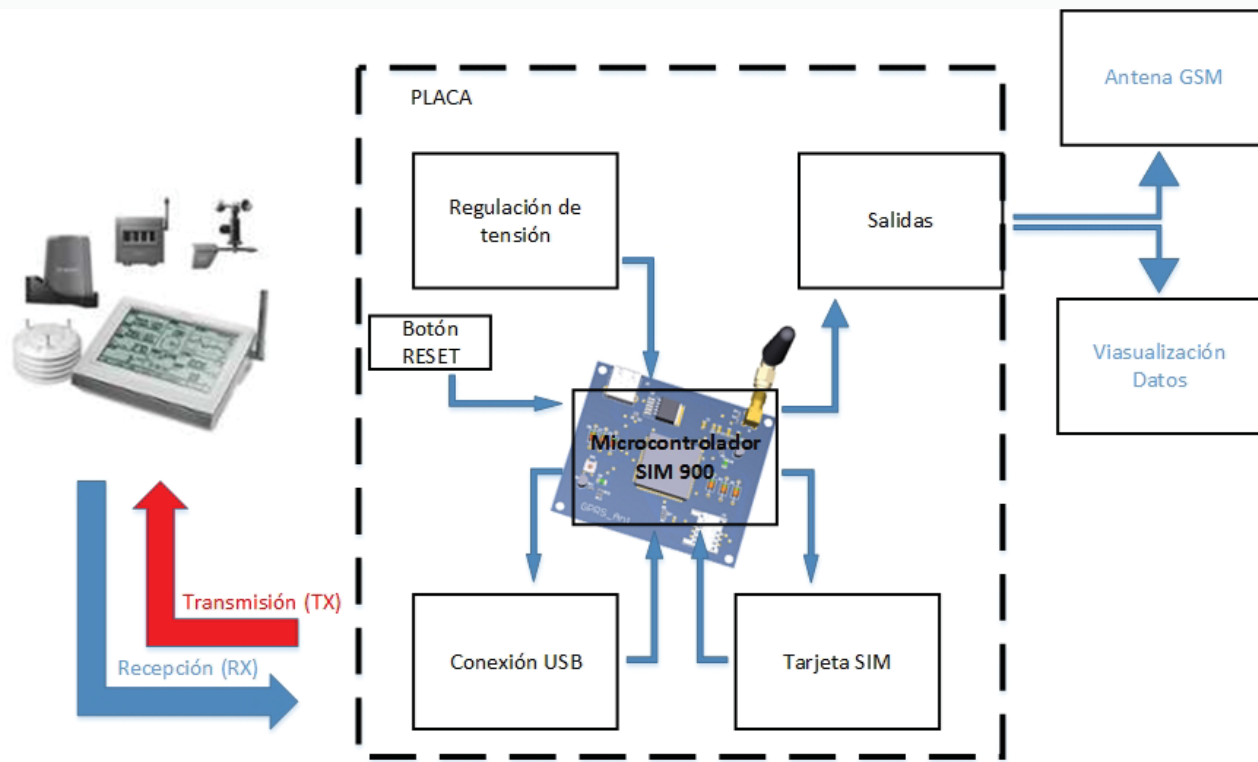 Antena GSM
PLACA
Regulación de
tensión
Salidas
Botón
RESET
Viasualización
Datos
Microcontrolador
SIM 900
GPRS_Ant
Transmisión (TX)
Recepción (RX)
Conexión USB
Tarjeta SIM